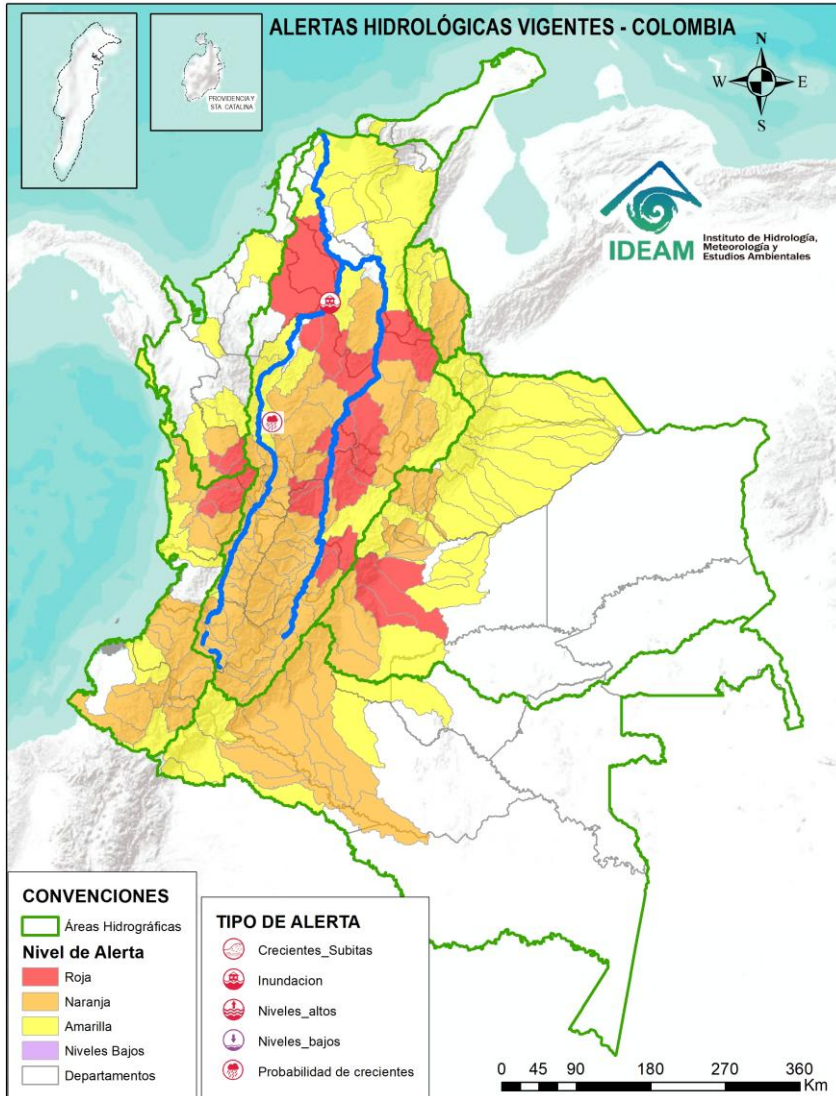 ALERTAS HIDROLÓGICAS VIGENTES - COLOMBIA
PROVIDENCIA Y
STA. CATALINA
N
W
E
S
IDEAM
Instituto de Hidrología,
Meteorología y
Estudios Ambientales
CONVENCIONES
Áreas Hidrográficas
Nivel de Alerta
Roja
Naranja
Amarilla
Niveles Bajos
Departamentos
TIPO DE ALERTA
Crecientes_Subitas
Inundacion
Niveles_altos
Niveles_bajos
Probabilidad de crecientes
0 45 90 180 270 360
Km